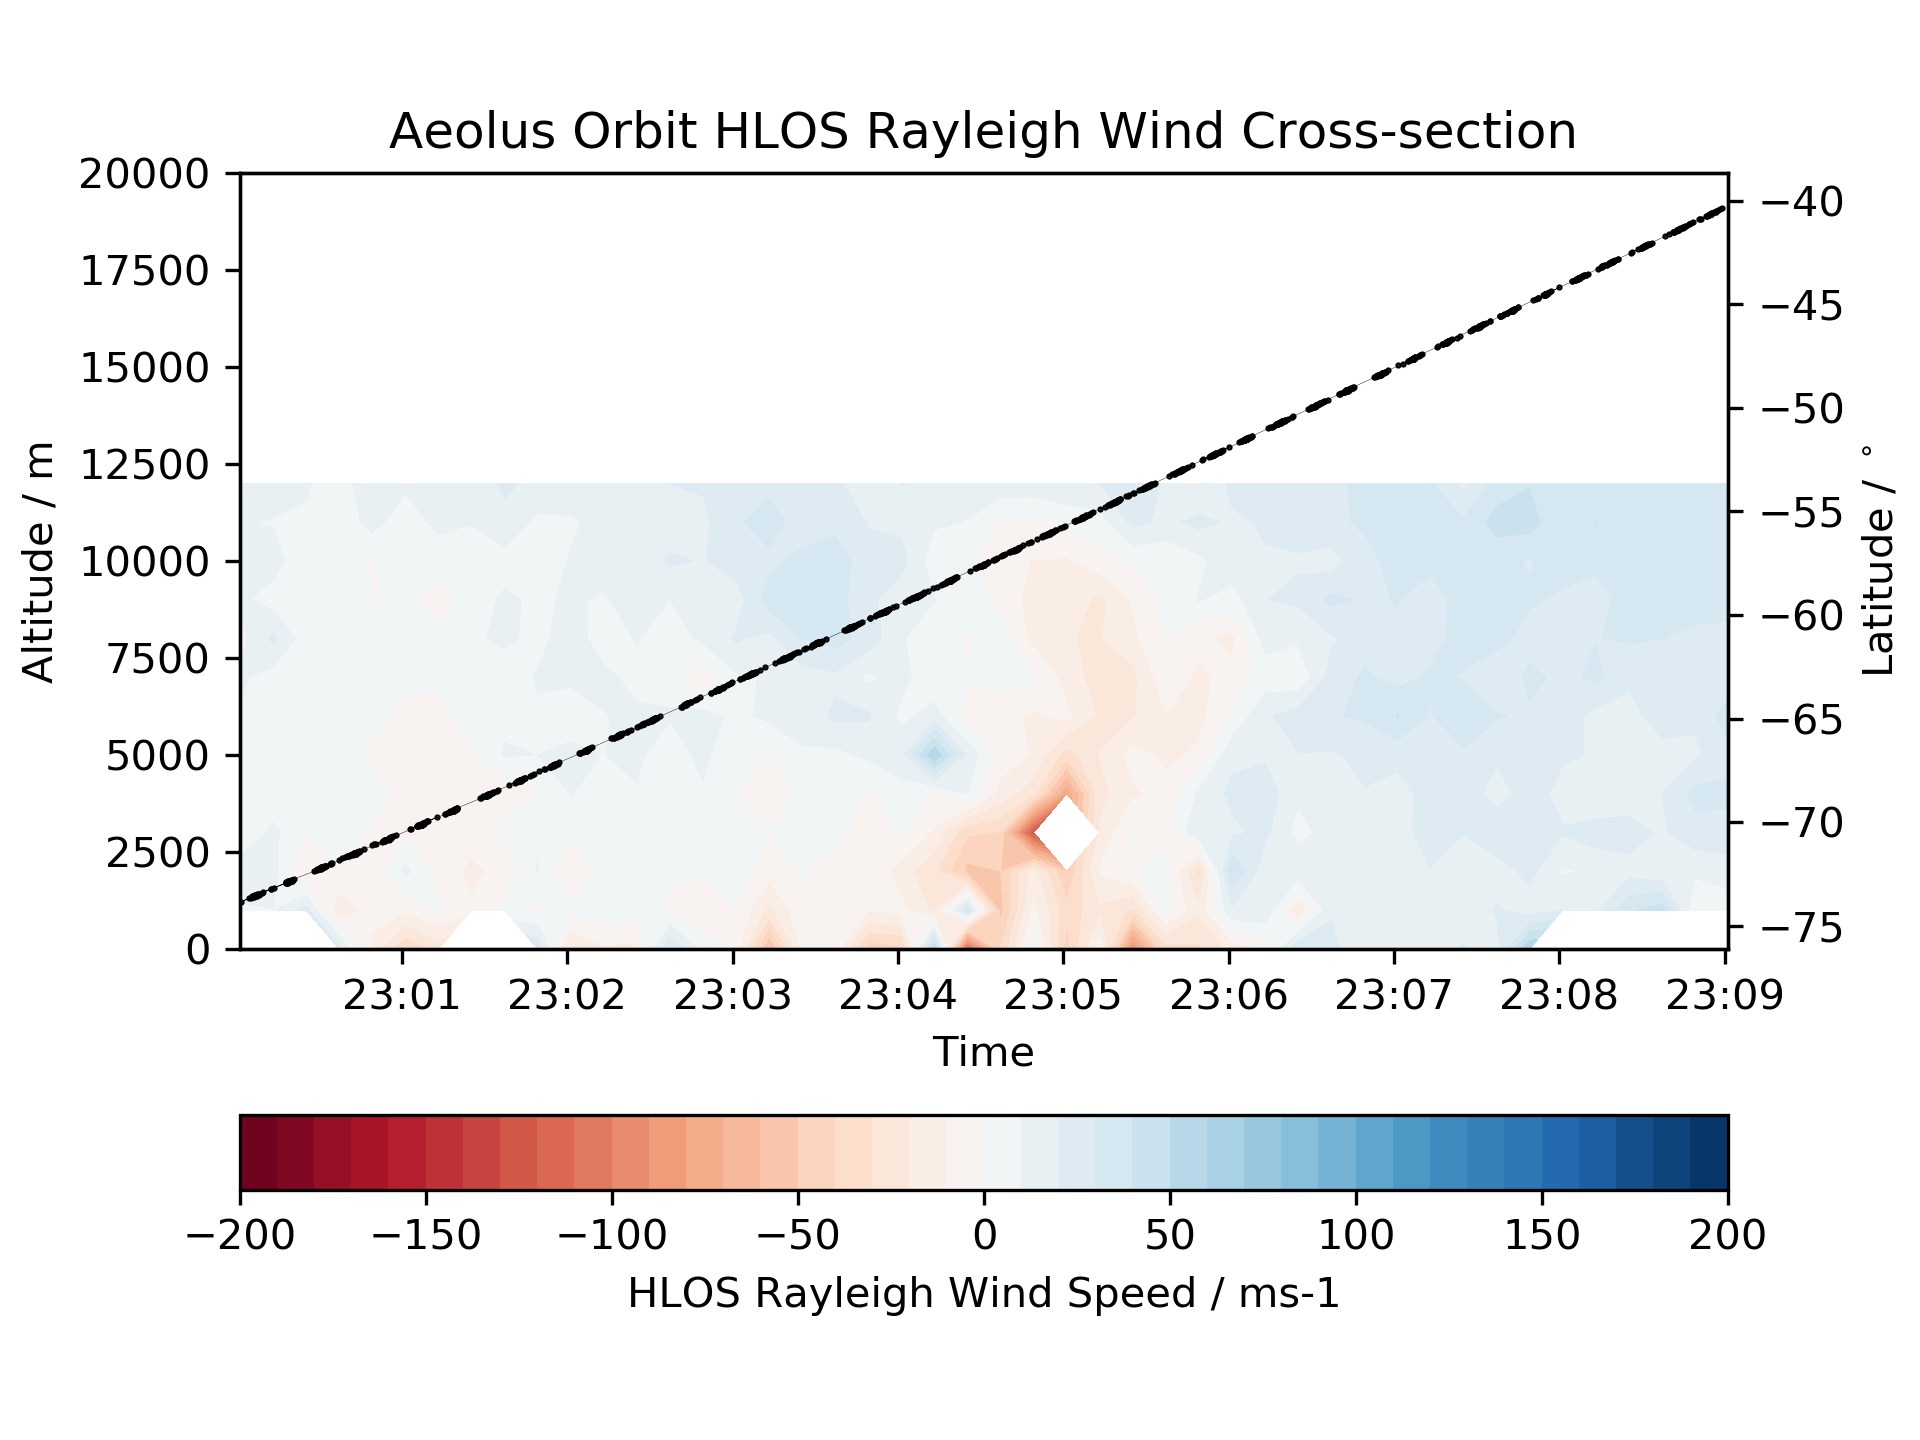 Aeolus Orbit HLOS Rayleigh Wind Cross-section
20000
17500
15000
12500
10000
7500
5000
2500
0
Altitude / m
−40
−45
−50
−55
−60
−65
−70
−75
Latitude / °
23:01 23:02 23:03 23:04 23:05 23:06 23:07 23:08 23:09
Time
−200 −150 −100 −50 0 50 100 150 200
HLOS Rayleigh Wind Speed / ms-1